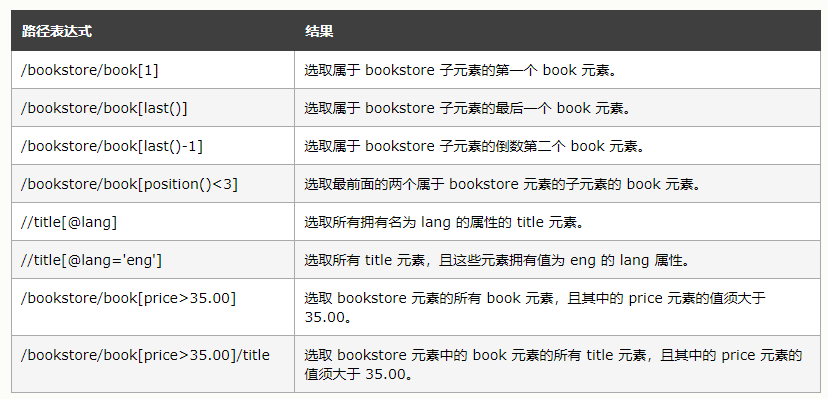 路径表达式 结果
/bookstore/book[1] 选取属于 bookstore 子元素的第一个 book 元素。
/bookstore/book[last()] 选取属于 bookstore 子元素的最后一个 book 元素。
/bookstore/book[last()-1] 选取属于 bookstore 子元素的倒数第二个 book 元素。
/bookstore/book[position()<3] 选取最前面的两个属于 bookstore 元素的子元素的 book 元素。
//title[@lang] 选取所有拥有名为 lang 的属性的 title 元素。
//title[@lang='eng'] 选取所有 title 元素，且这些元素拥有值为 eng 的 lang 属性。
/bookstore/book[price>35.00] 选取 bookstore 元素的所有 book 元素，且其中的 price 元素的值须大于
35.00。
/bookstore/book[price>35.00]/title 选取 bookstore 元素中的 book 元素的所有 title 元素，且其中的 price 元素的
值须大于 35.00。